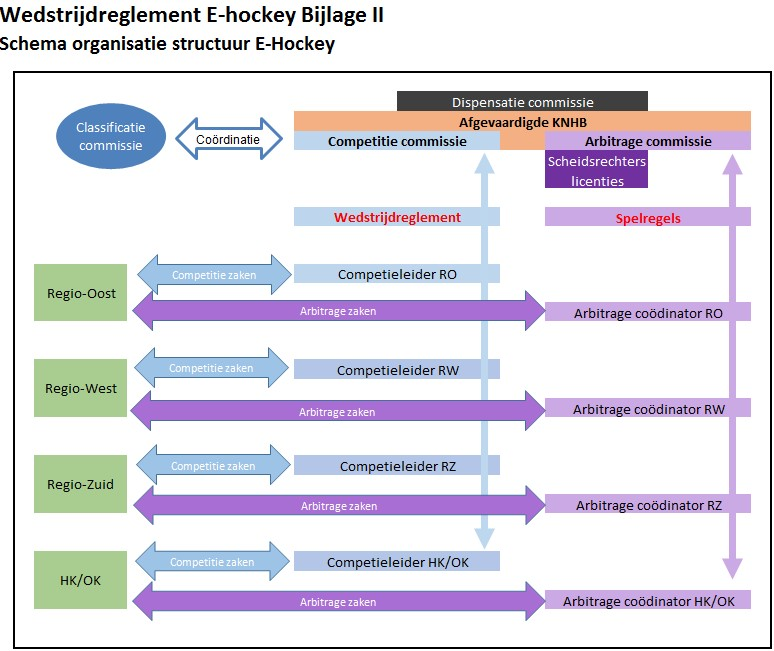 Wedstrijdreglement E-hockey Bijlage II
Schema organisatie structuur E-Hockey
Dispensatie commissie
Afgevaardigde KNHB
Classificatie
commissie
Coördinatie
Competitie commissie
Arbitrage commissie
Scheidsrechters
licenties
Wedstrijdreglement
Spelregels
Regio-Oost
Competitie zaken
Competieleider RO
Arbitrage zaken
Arbitrage coödinator RO
Regio-West
Competitie zaken
Competieleider RW
Arbitrage zaken
Arbitrage coödinator RW
Regio-Zuid
Competitie zaken
Competieleider RZ
Arbitrage zaken
Arbitrage coödinator RZ
HK/OK
Competitie zaken
Competieleider HK/OK
Arbitrage zaken
Arbitrage coödinator HK/OK